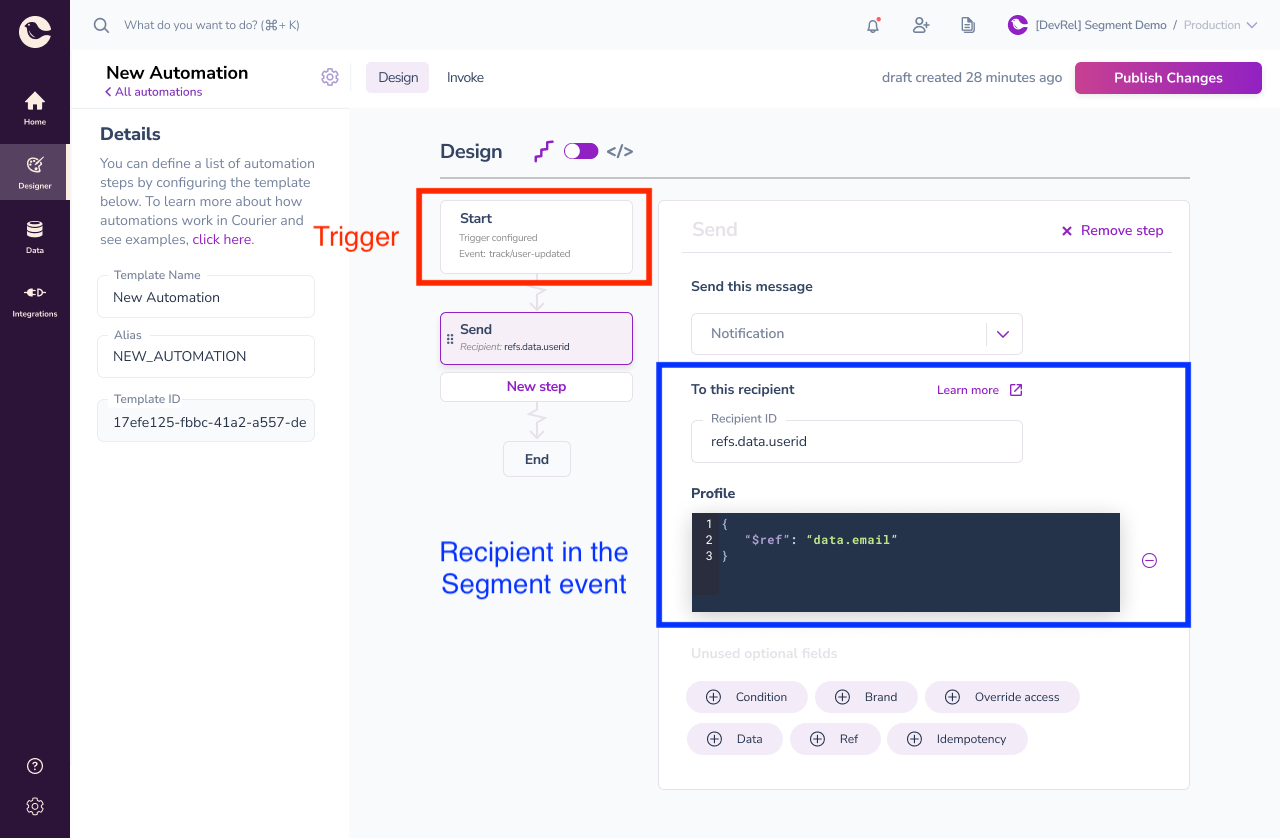 What do you want to do? (⌘+ K)
[DevRel] Segment Demo / Production
New Automation
All automations
Design
Invoke
draft created 28 minutes ago
Publish Changes
Home
Designer
Data
Integrations
Details
You can define a list of automation
steps by configuring the template
below. To learn more about how
automations work in Courier and
see examples, click here.
Template Name
New Automation
Alias
NEW_AUTOMATION
Template ID
17efe125-fbbc-41a2-a557-de
Design
</>
Trigger
Start
Trigger configured
Event: track/user-updated
Send
Recipient: refs.data.userid
New step
End
Recipient in the
Segment event
Send
Remove step
Send this message
Notification
To this recipient
Learn more
Recipient ID
refs.data.userid
Profile
1 {
2 “$ref”: “data.email”
3 }
Unused optional fields
Condition
Brand
Override access
Data
Ref
Idempotency